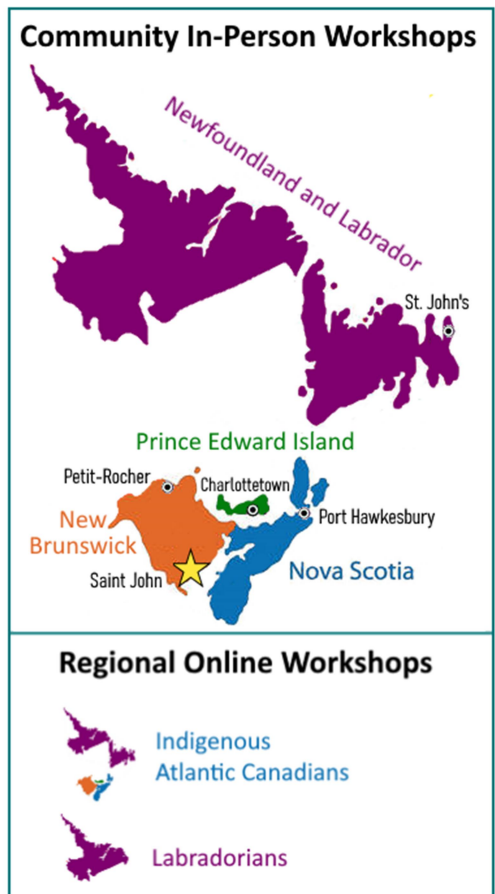 Community In-Person Workshops
Newfoundland and Labrador
St. John's
Prince Edward Island
Petit-Rocher
Charlottetown
New
Brunswick
Port Hawkesbury
Saint John
Nova Scotia
Regional Online Workshops
Indigenous
Atlantic Canadians
Labradorians